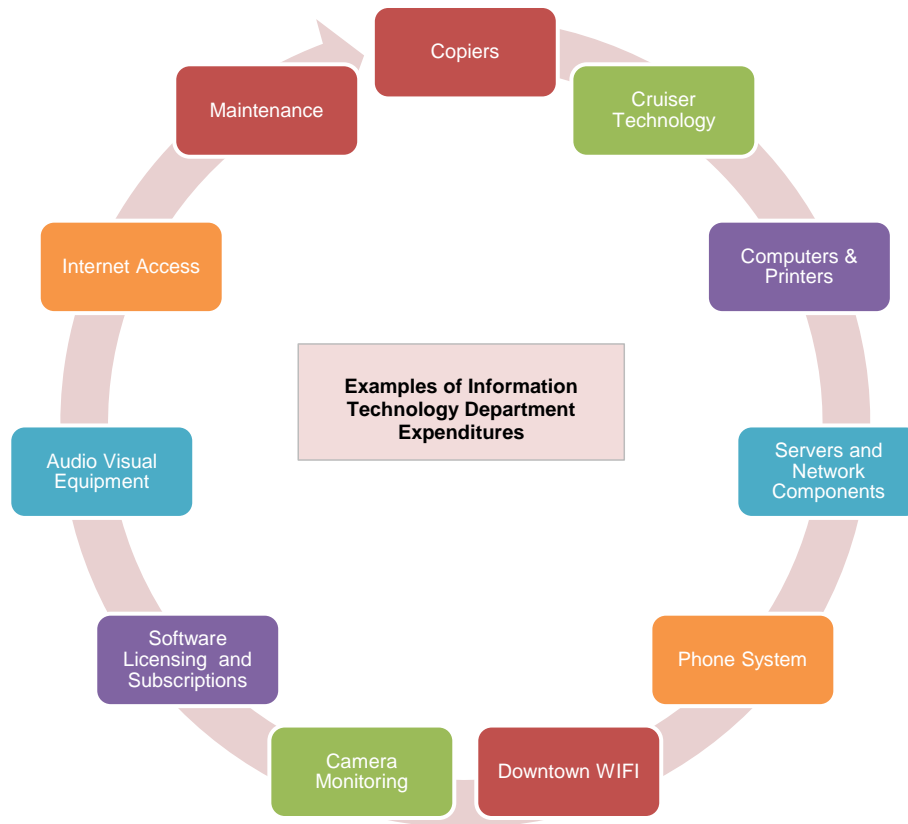 Copiers
Cruiser
Technology
Computers &
Printers
Servers and
Network
Components
Phone System
Downtown WIFI
Camera
Monitoring
Software
Licensing and
Subscriptions
Audio Visual
Equipment
Internet Access
Maintenance
Examples of Information
Technology Department
Expenditures